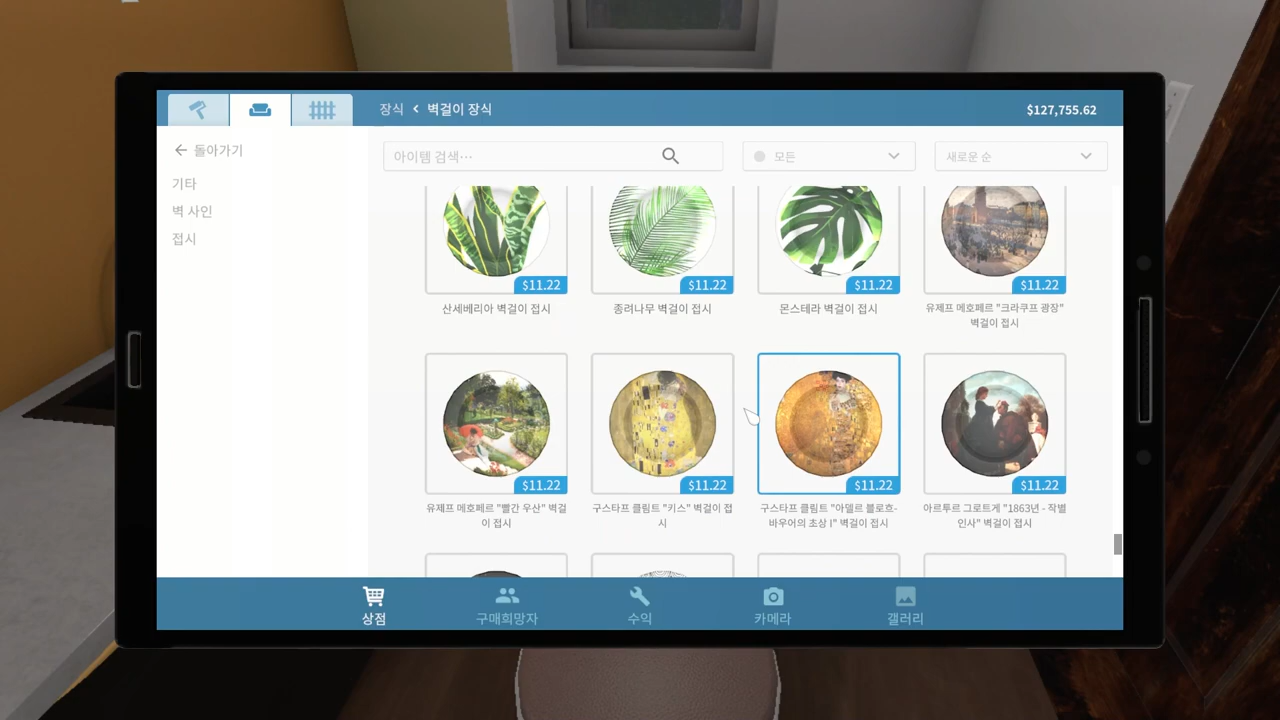 장식 < 벽걸이 장식
$127,755.62
← 돌아가기
아이템 검색…
모든
새로운 순
기타
벽 사인
접시
$11.22
$11.22
$11.22
$11.22
산세베리아 벽걸이 접시
종려나무 벽걸이 접시
몬스테라 벽걸이 접시
유제프 메호페르 "크라쿠프 광장"
벽걸이 접시
$11.22
$11.22
$11.22
$11.22
유제프 메호페르 "빨간 우산" 벽걸
이 접시
구스타프 클림트 "키스" 벽걸이 접
시
구스타프 클림트 "아델르 블로흐-
바우어의 초상 I" 벽걸이 접시
아르투르 그로트게 "1863년 - 작별
인사" 벽걸이 접시
상점
구매희망자
수익
카메라
갤러리